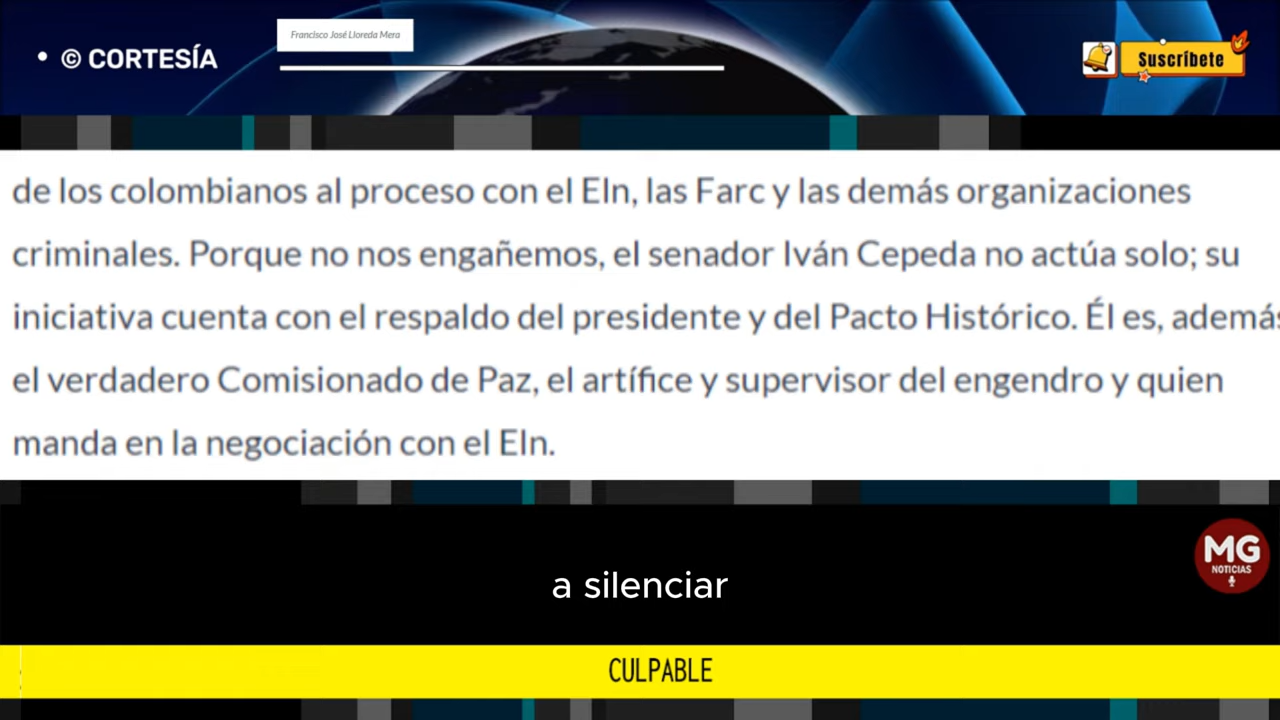 • © CORTESÍA
Francisco José Lloreda Mera
Suscríbete
de los colombianos al proceso con el Eln, las Farc y las demás organizaciones
criminales. Porque no nos engañemos, el senador Iván Cepeda no actúa solo; su
iniciativa cuenta con el respaldo del presidente y del Pacto Histórico. Él es, además
el verdadero Comisionado de Paz, el artífice y supervisor del engendro y quien
manda en la negociación con el Eln.
MG
NOTICIAS
a silenciar
CULPABLE